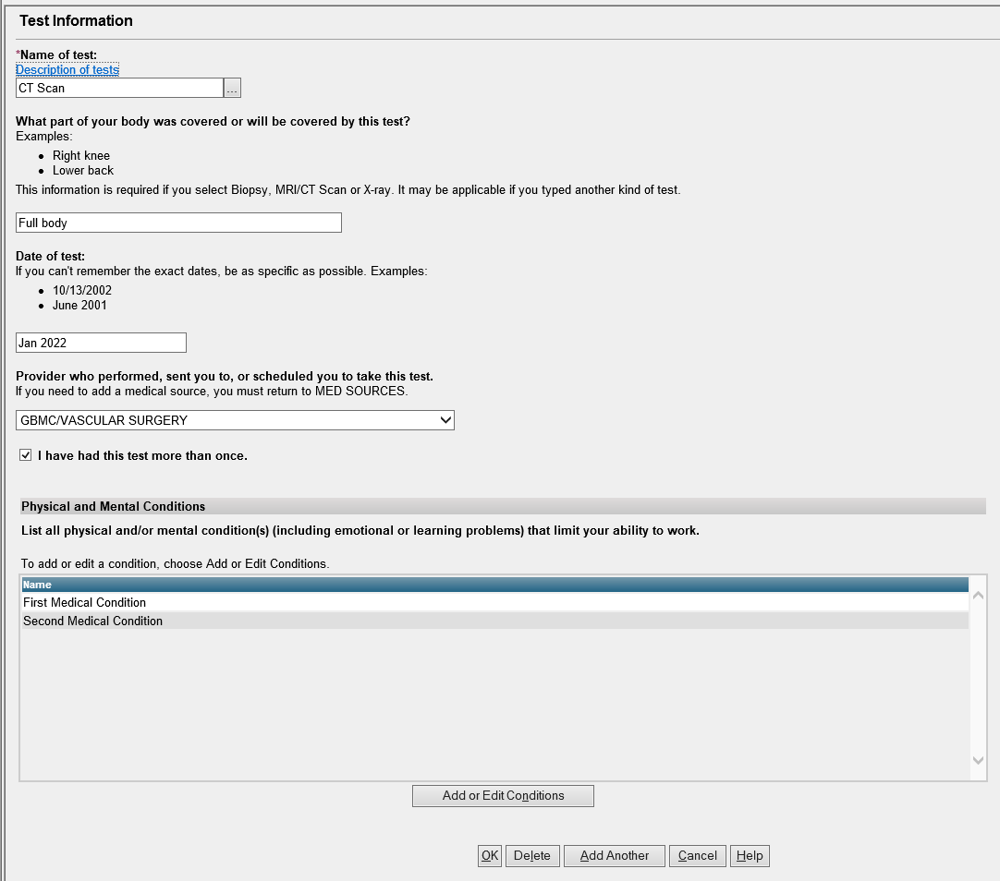 Test Information
*Name of test:
Description of tests
CT Scan ...
What part of your body was covered or will be covered by this test?
Examples:
• Right knee
• Lower back
This information is required if you select Biopsy, MRI/CT Scan or X-ray. It may be applicable if you typed another kind of test.
Full body
Date of test:
If you can't remember the exact dates, be as specific as possible. Examples:
• 10/13/2002
• June 2001
Jan 2022
Provider who performed, sent you to, or scheduled you to take this test.
If you need to add a medical source, you must return to MED SOURCES.
GBMC/VASCULAR SURGERY
I have had this test more than once.
Physical and Mental Conditions
List all physical and/or mental condition(s) (including emotional or learning problems) that limit your ability to work.
To add or edit a condition, choose Add or Edit Conditions.
Name
First Medical Condition
Second Medical Condition
Add or Edit Conditions
OK Delete Add Another Cancel Help